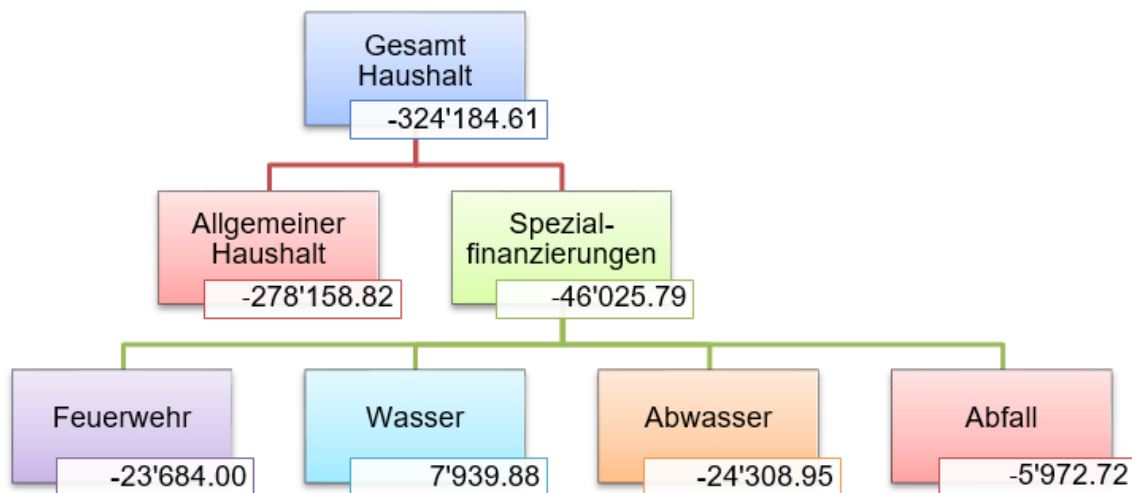 Gesamt
Haushalt
-324'184.61
Allgemeiner
Haushalt
-278'158.82
Spezial-
finanzierungen
-46'025.79
Feuerwehr
-23'684.00
Wasser
7'939.88
Abwasser
-24'308.95
Abfall
-5'972.72